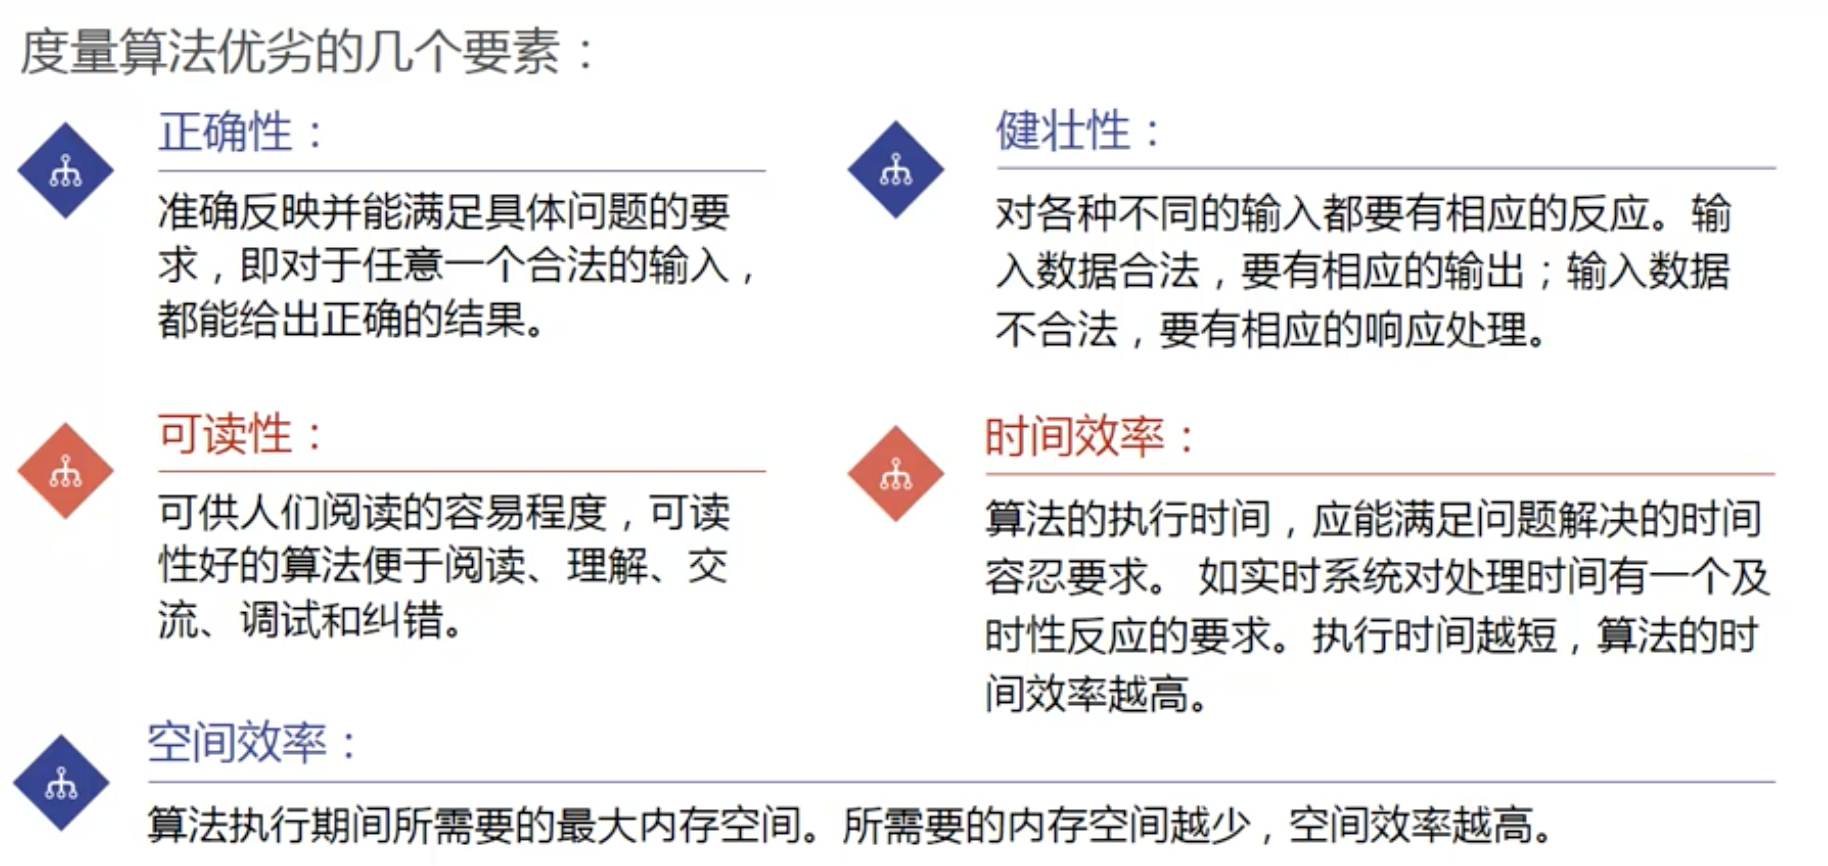 度量算法优劣的几个要素：
正确性：
准确反映并能满足具体问题的要
求，即对于任意一个合法的输入，
都能给出正确的结果。
健壮性：
对各种不同的输入都要有相应的反应。输
入数据合法，要有相应的输出；输入数据
不合法，要有相应的响应处理。
可读性：
可供人们阅读的容易程度，可读
性好的算法便于阅读、理解、交
流、调试和纠错。
时间效率：
算法的执行时间，应能满足问题解决的时间
容忍要求。 如实时系统对处理时间有一个及
时性反应的要求。执行时间越短，算法的时
间效率越高。
空间效率：
算法执行期间所需要的最大内存空间。所需要的内存空间越少，空间效率越高。